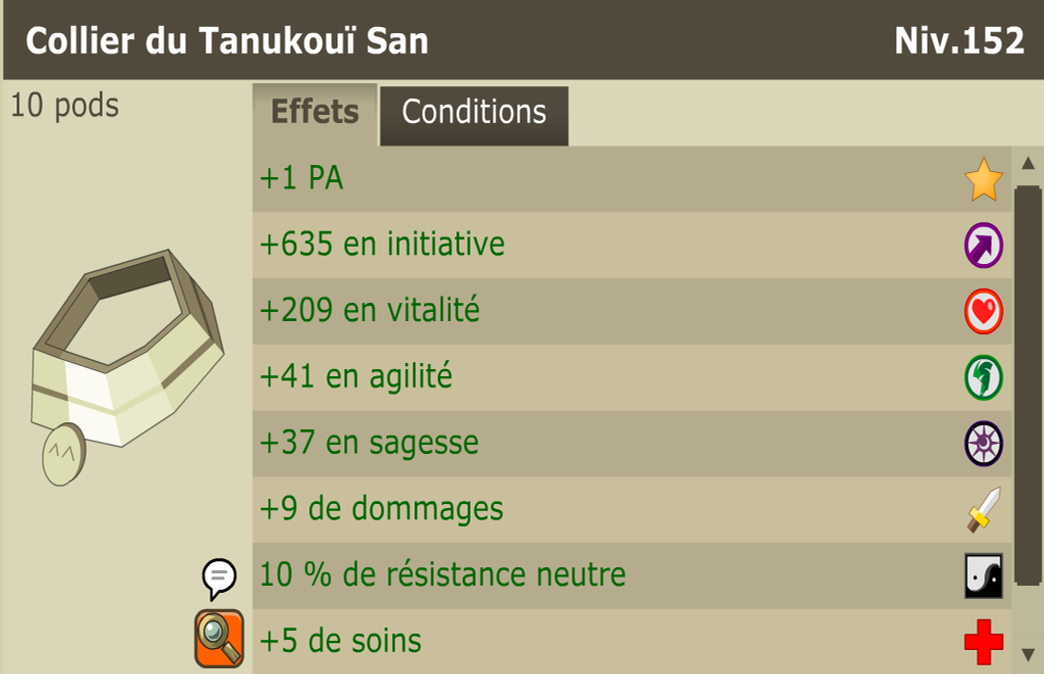 Collier du Tanukouï San
Niv.152
10 pods
Effets
Conditions
+1 PA
+635 en initiative
+209 en vitalité
+41 en agilité
+37 en sagesse
+9 de dommages
10 % de résistance neutre
+5 de soins